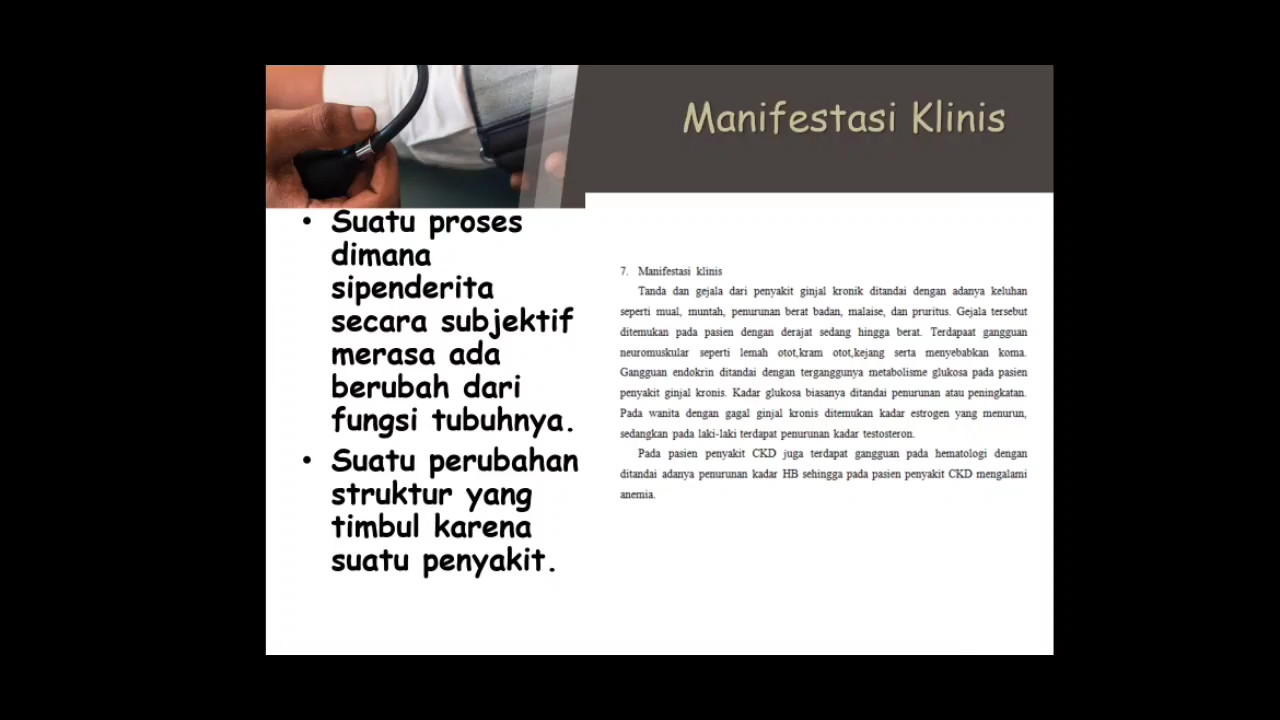 Manifestasi Klinis
• Suatu proses
dimana
sipenderita
secara subjektif
merasa ada
berubah dari
fungsi tubuhnya.
• Suatu perubahan
struktur yang
timbul karena
suatu penyakit.
7. Manifestasi klinis
Tanda dan gejala dari penyakit ginjal kronik ditandai dengan adanya keluhan
seperti mual, muntah, penurunan berat badan, malaise, dan pruritus. Gejala tersebut
ditemukan pada pasien dengan derajat sedang hingga berat. Terdapaat gangguan
neuromuskular seperti lemah otot,kram otot,kejang serta menyebabkan koma.
Gangguan endokrin ditandai dengan terganggunya metabolisme glukosa pada pasien
penyakit ginjal kronis. Kadar glukosa biasanya ditandai penurunan atau peningkatan.
Pada wanita dengan gagal ginjal kronis ditemukan kadar estrogen yang menurun,
sedangkan pada laki-laki terdapat penurunan kadar testosteron.
Pada pasien penyakit CKD juga terdapat gangguan pada hematologi dengan
ditandai adanya penurunan kadar HB sehingga pada pasien penyakit CKD mengalami
anemia.